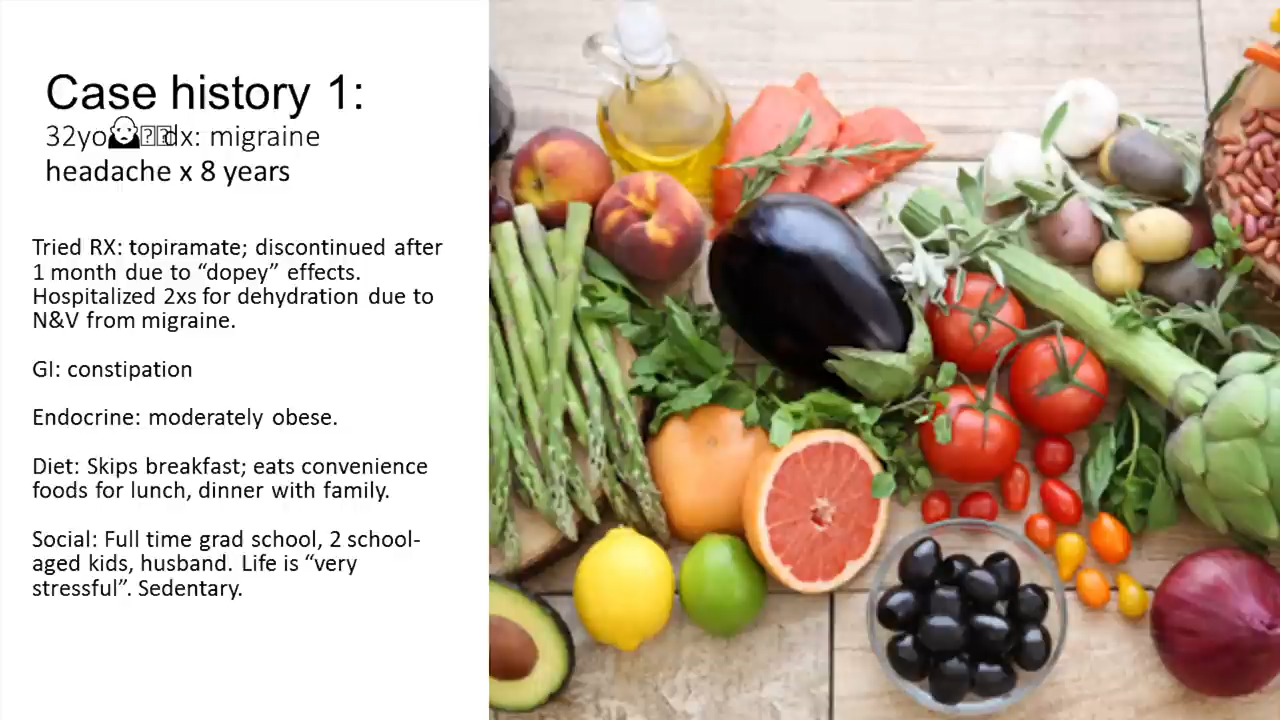 Case history 1:
32yo👩🏻⍰⍰dx: migraine
headache x 8 years
Tried RX: topiramate; discontinued after
1 month due to “dopey” effects.
Hospitalized 2xs for dehydration due to
N&V from migraine.
GI: constipation
Endocrine: moderately obese.
Diet: Skips breakfast; eats convenience
foods for lunch, dinner with family.
Social: Full time grad school, 2 school-
aged kids, husband. Life is “very
stressful”. Sedentary.